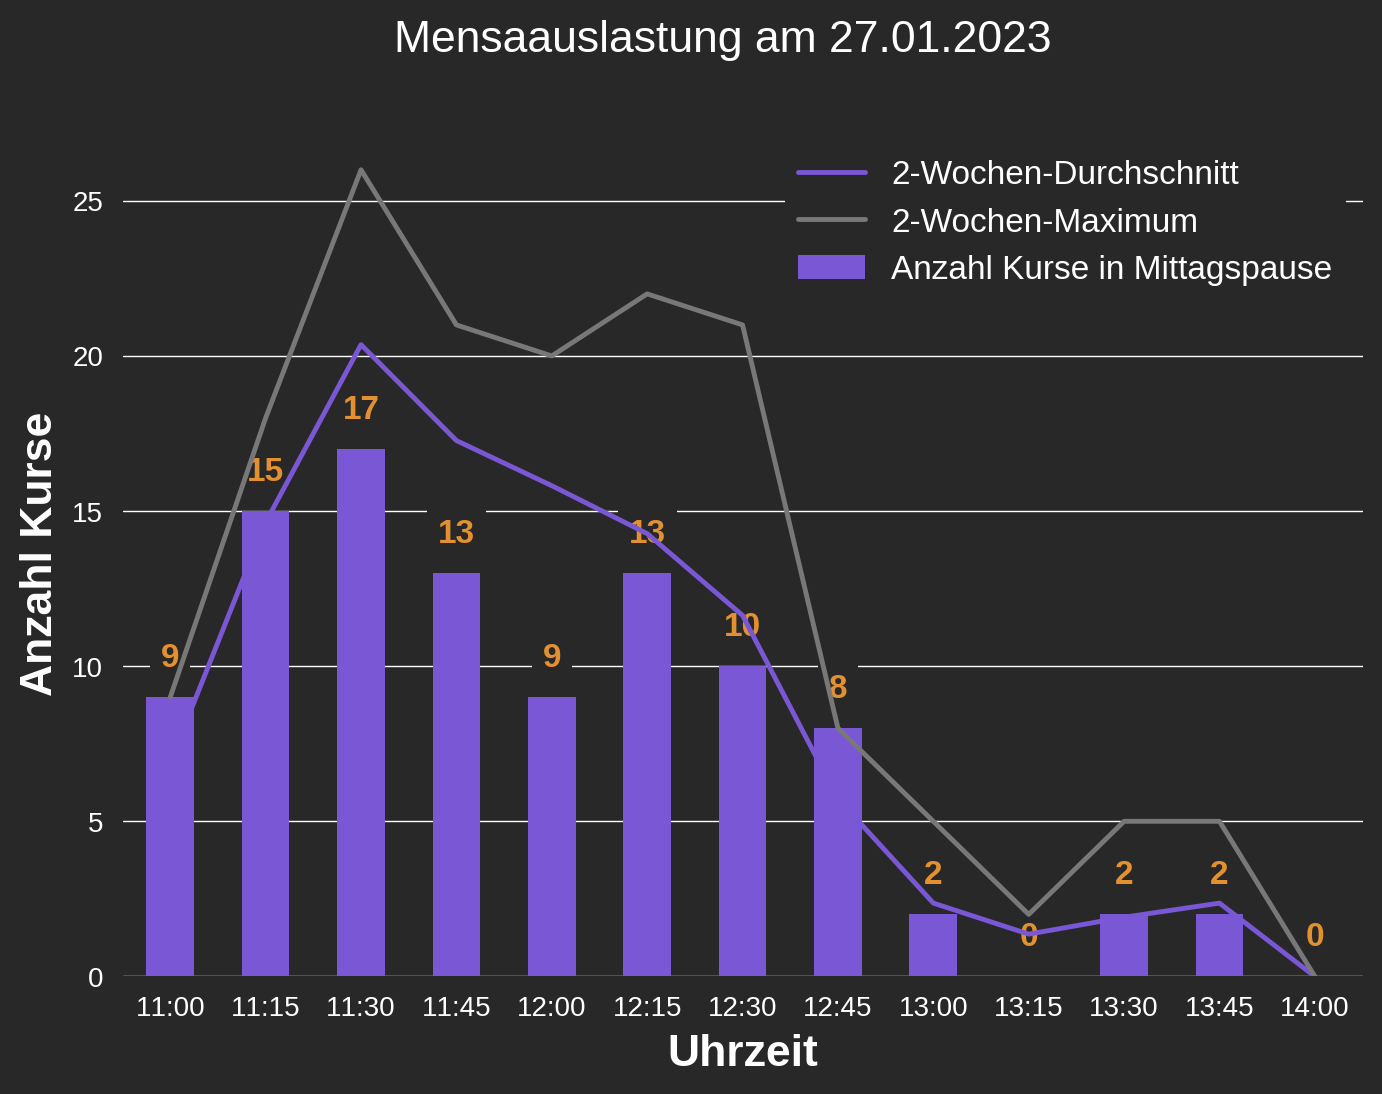 Mensaauslastung am 27.01.2023
2-Wochen-Durchschnitt
2-Wochen-Maximum
Anzahl Kurse in Mittagspause
Anzahl Kurse
25
20
15
10
5
0
9
15
17
13
9
13
10
8
2
0
2
2
0
11:00 11:15 11:30 11:45 12:00 12:15 12:30 12:45 13:00 13:15 13:30 13:45 14:00
Uhrzeit